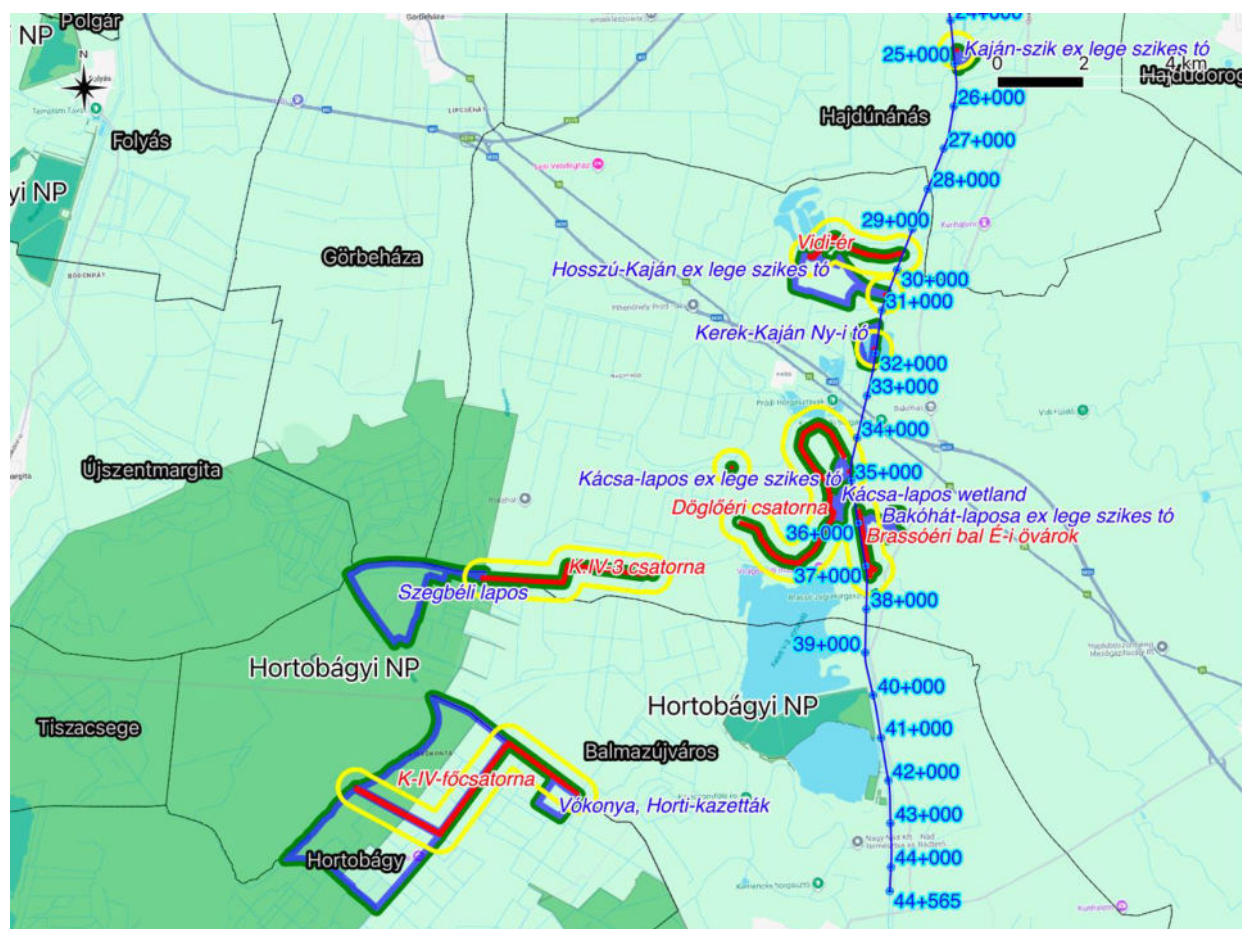 Polgár
Görbeháza
24+000
i NP
N
25+000
Kaján-szik ex lege szikes tó
0 2 4 km
Hajdúdorog
Folyás
26+000
Hajdúnánás
Folyás
27+000
yi NP
28+000
29+000
Görbeháza
Vidi-ér
Hosszú-Kaján ex lege szikes tó
30+000
31+000
Kerek-Kaján Ny-i tó
32+000
33+000
34+000
Újszentmargita
35+000
Kácsa-lapos ex lege szikes tó
Kácsa-lapos wetland
Döglőéri csatorna
Bakóhát-laposa ex lege szikes tó
36+000
Brassóéri bal É-i övárok
K.IV-3 csatorna
37+000
Szegbéli lapos
38+000
39+000
Hortobágyi NP
40+000
Hortobágyi NP
Tiszacsege
41+000
Balmazújváros
K-IV-főcsatorna
42+000
Vókonya, Horti-kazetták
43+000
44+000
Hortobágy
44+565